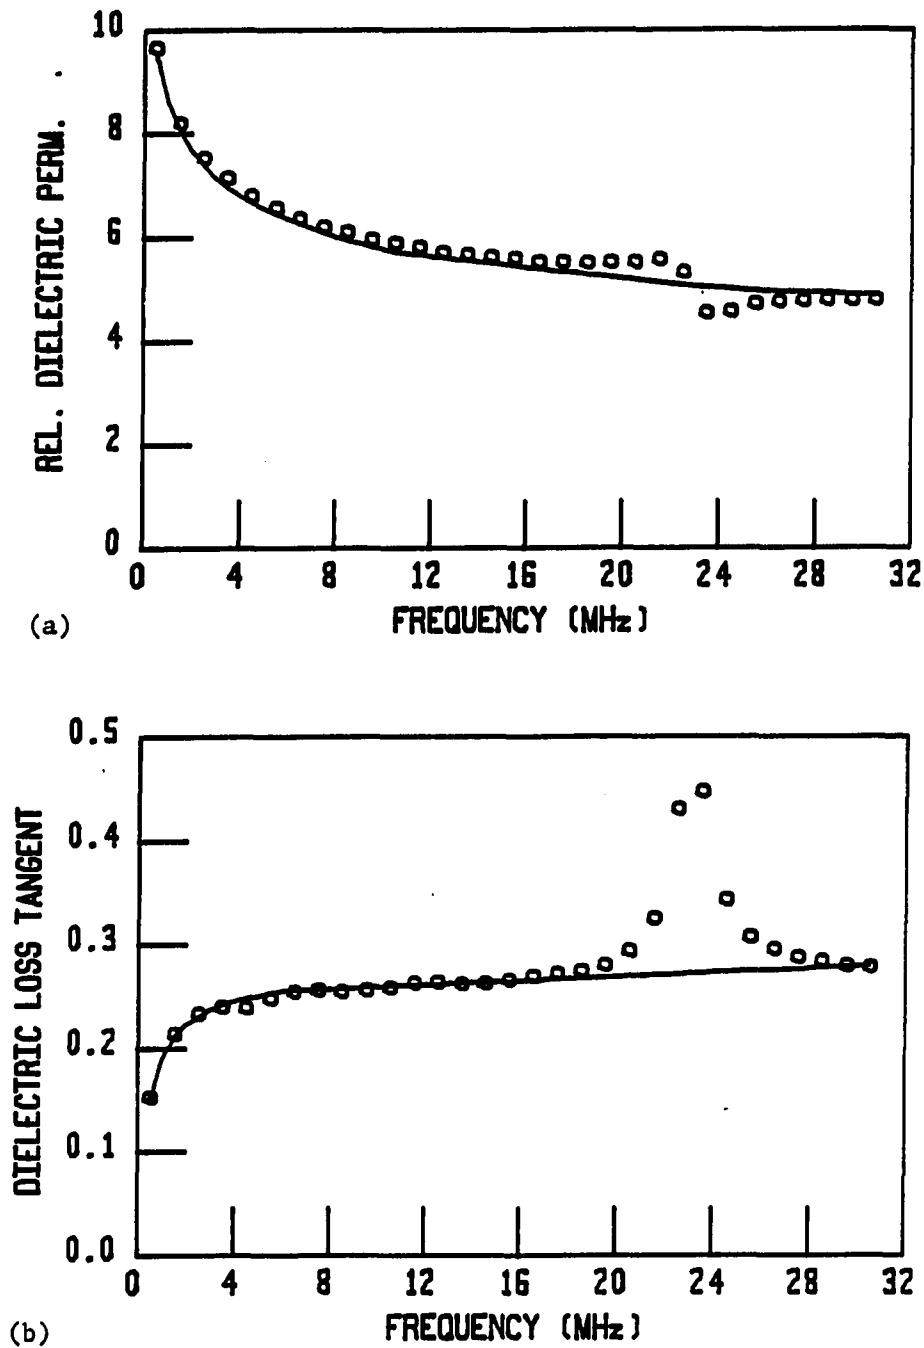 10
8
6
4
2
0
REL. DIELECTRIC PERM.
0 4 8 12 16 20 24 28 32
FREQUENCY (MHz)
(a)
0.5
0.4
0.3
0.2
0.1
0.0
DIELECTRIC LOSS TANGENT
0 4 8 12 16 20 24 28 32
FREQUENCY (MHz)
(b)